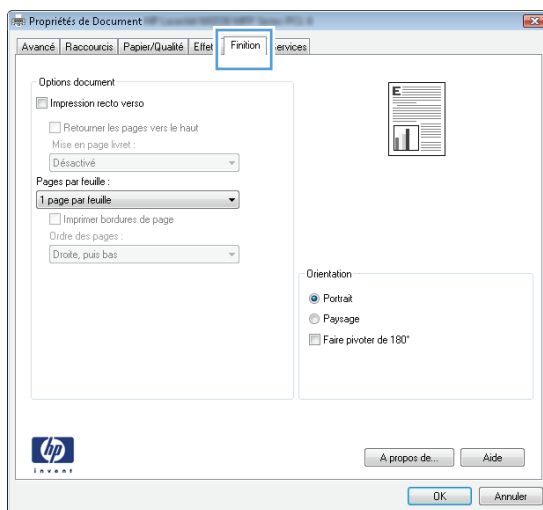 Propriétés de Document
Avancé Raccourcis Papier/Qualité Effet Finition ervices
Options document
Impression recto verso
Retourner les pages vers le haut
Mise en page livret :
Désactivé
Pages par feuille :
1 page par feuille
Imprimer bordures de page
Ordre des pages :
Droite, puis bas
E
Orientation
Portrait
Paysage
Faire pivoter de 180°
hp
invent
A propos de... Aide
OK Annuler